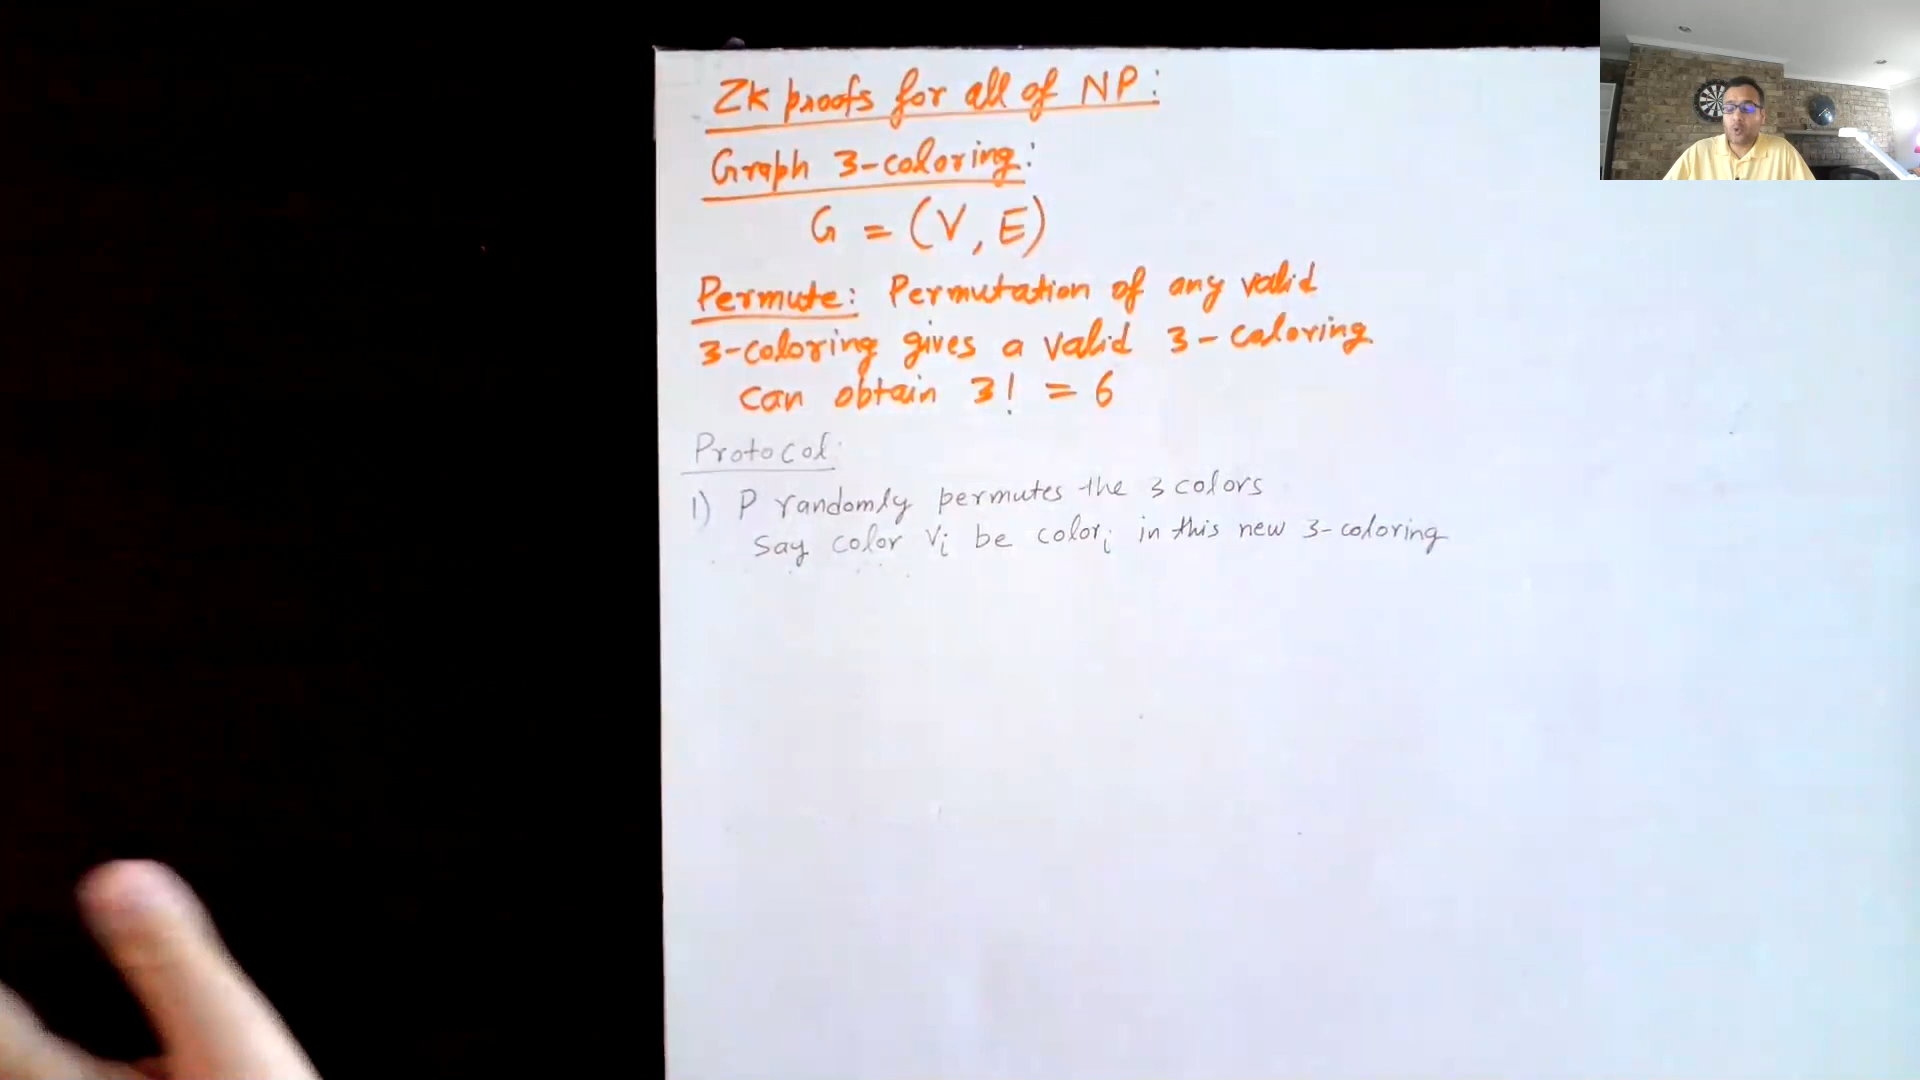 Zk proofs for all of NP:
Graph 3-coloring:
G = (V, E)
Permute: Permutation of any valid
3-coloring gives a valid 3-coloring.
can obtain 3! = 6
Protocol:
1) P randomly permutes the 3 colors
Say color vᵢ be colorᵢ in this new 3-coloring